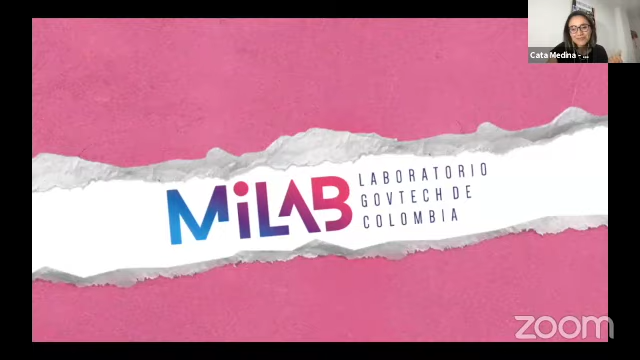 Cata Medina - ...
MiLAB
LABORATORIO
GOVTECH DE
COLOMBIA
zoom